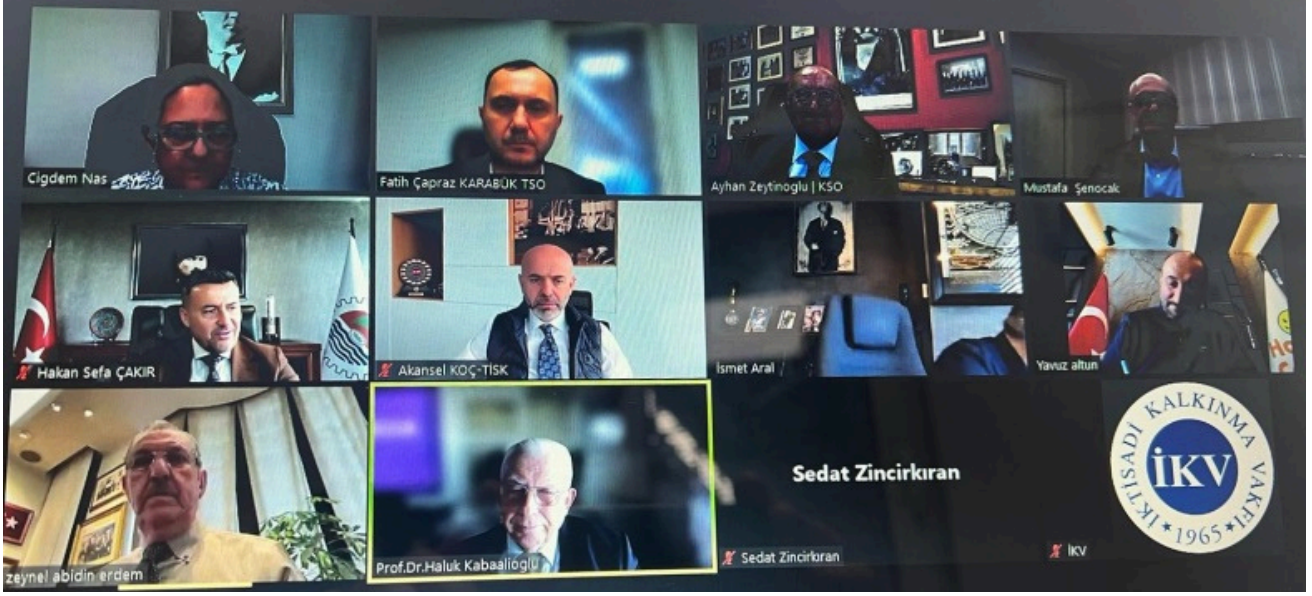 Cigdem Nas
Fatih Çapraz KARABÜK TSO
Ayhan Zeytinoglu | KSO
Mustafa Şenocak
Hakan Sefa ÇAKIR
Akansel KOÇ-TİSK
İsmet Aral
Yavuz altun
zeynel abidin erdem
Prof.Dr.Haluk Kabaalioğlu
Sedat Zincirkıran
Sedat Zincirkıran
İKTİSADİ KALKINMA VAKFI
İKV
1965
İKV